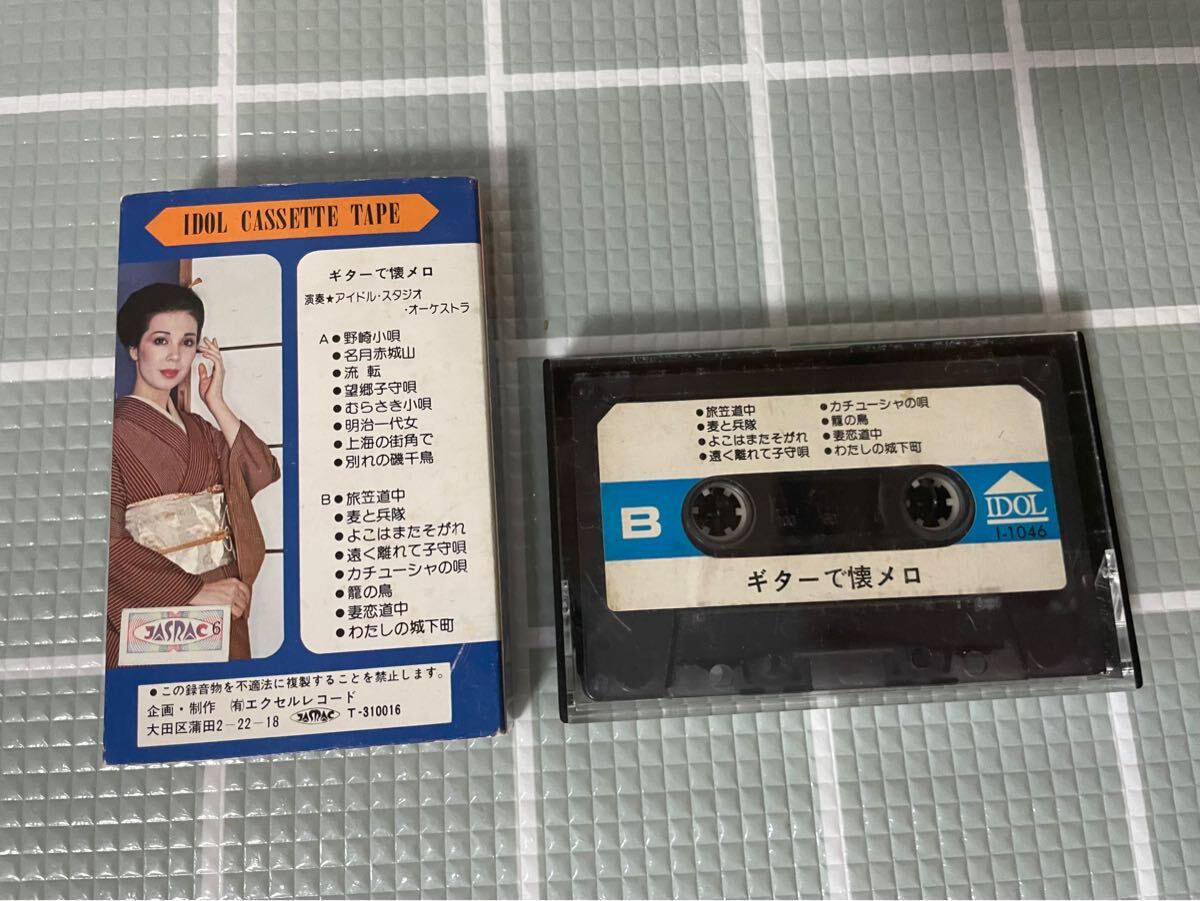 IDOL CASSETTE TAPE
ギターで懐メロ
演奏★アイドル・スタジオ
・オーケストラ
A●野崎小唄
●名月赤城山
●流転
●望郷子守唄
●むらさき小唄
●明治一代女
●上海の街角で
●別れの磯千鳥
B●旅笠道中
●麦と兵隊
●よこはまたそがれ
●遠く離れて子守唄
●カチューシャの唄
●籠の鳥
●妻恋道中
●わたしの城下町
JASRAC 6
●この録音物を不適法に複製することを禁止します。
企画・制作 (有)エクセルレコード
大田区蒲田2-22-18 JASRAC T-310016
●旅笠道中
●麦と兵隊
●よこはまたそがれ
●遠く離れて子守唄
●カチューシャの唄
●籠の鳥
●妻恋道中
●わたしの城下町
B
IDOL
I-1046
ギターで懐メロ